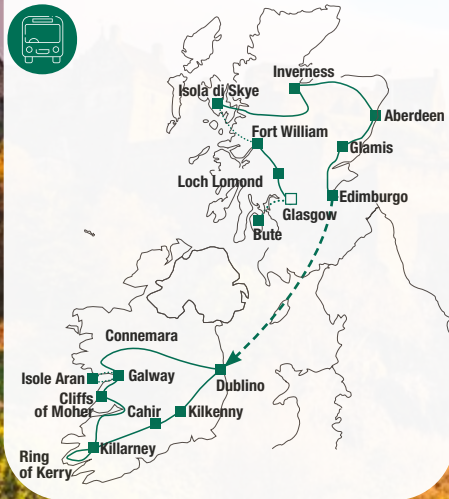 Inverness
Isola di Skye
Aberdeen
Fort William
Glamis
Loch Lomond
Edimburgo
Glasgow
Bute
Connemara
Isole Aran
Galway
Dublino
Cliffs
of Moher
Cahir
Kilkenny
Killarney
Ring
of Kerry